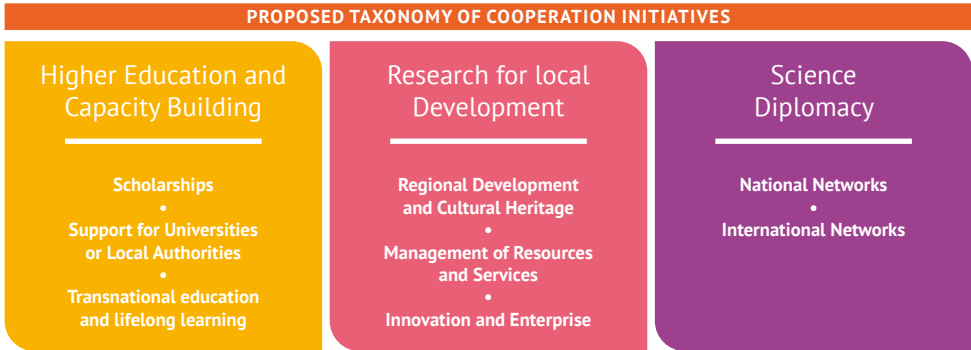 PROPOSED TAXONOMY OF COOPERATION INITIATIVES
Higher Education and
Capacity Building
Scholarships
•
Support for Universities
or Local Authorities
•
Transnational education
and lifelong learning
Research for local
Development
Regional Development
and Cultural Heritage
•
Management of Resources
and Services
•
Innovation and Enterprise
Science
Diplomacy
National Networks
•
International Networks